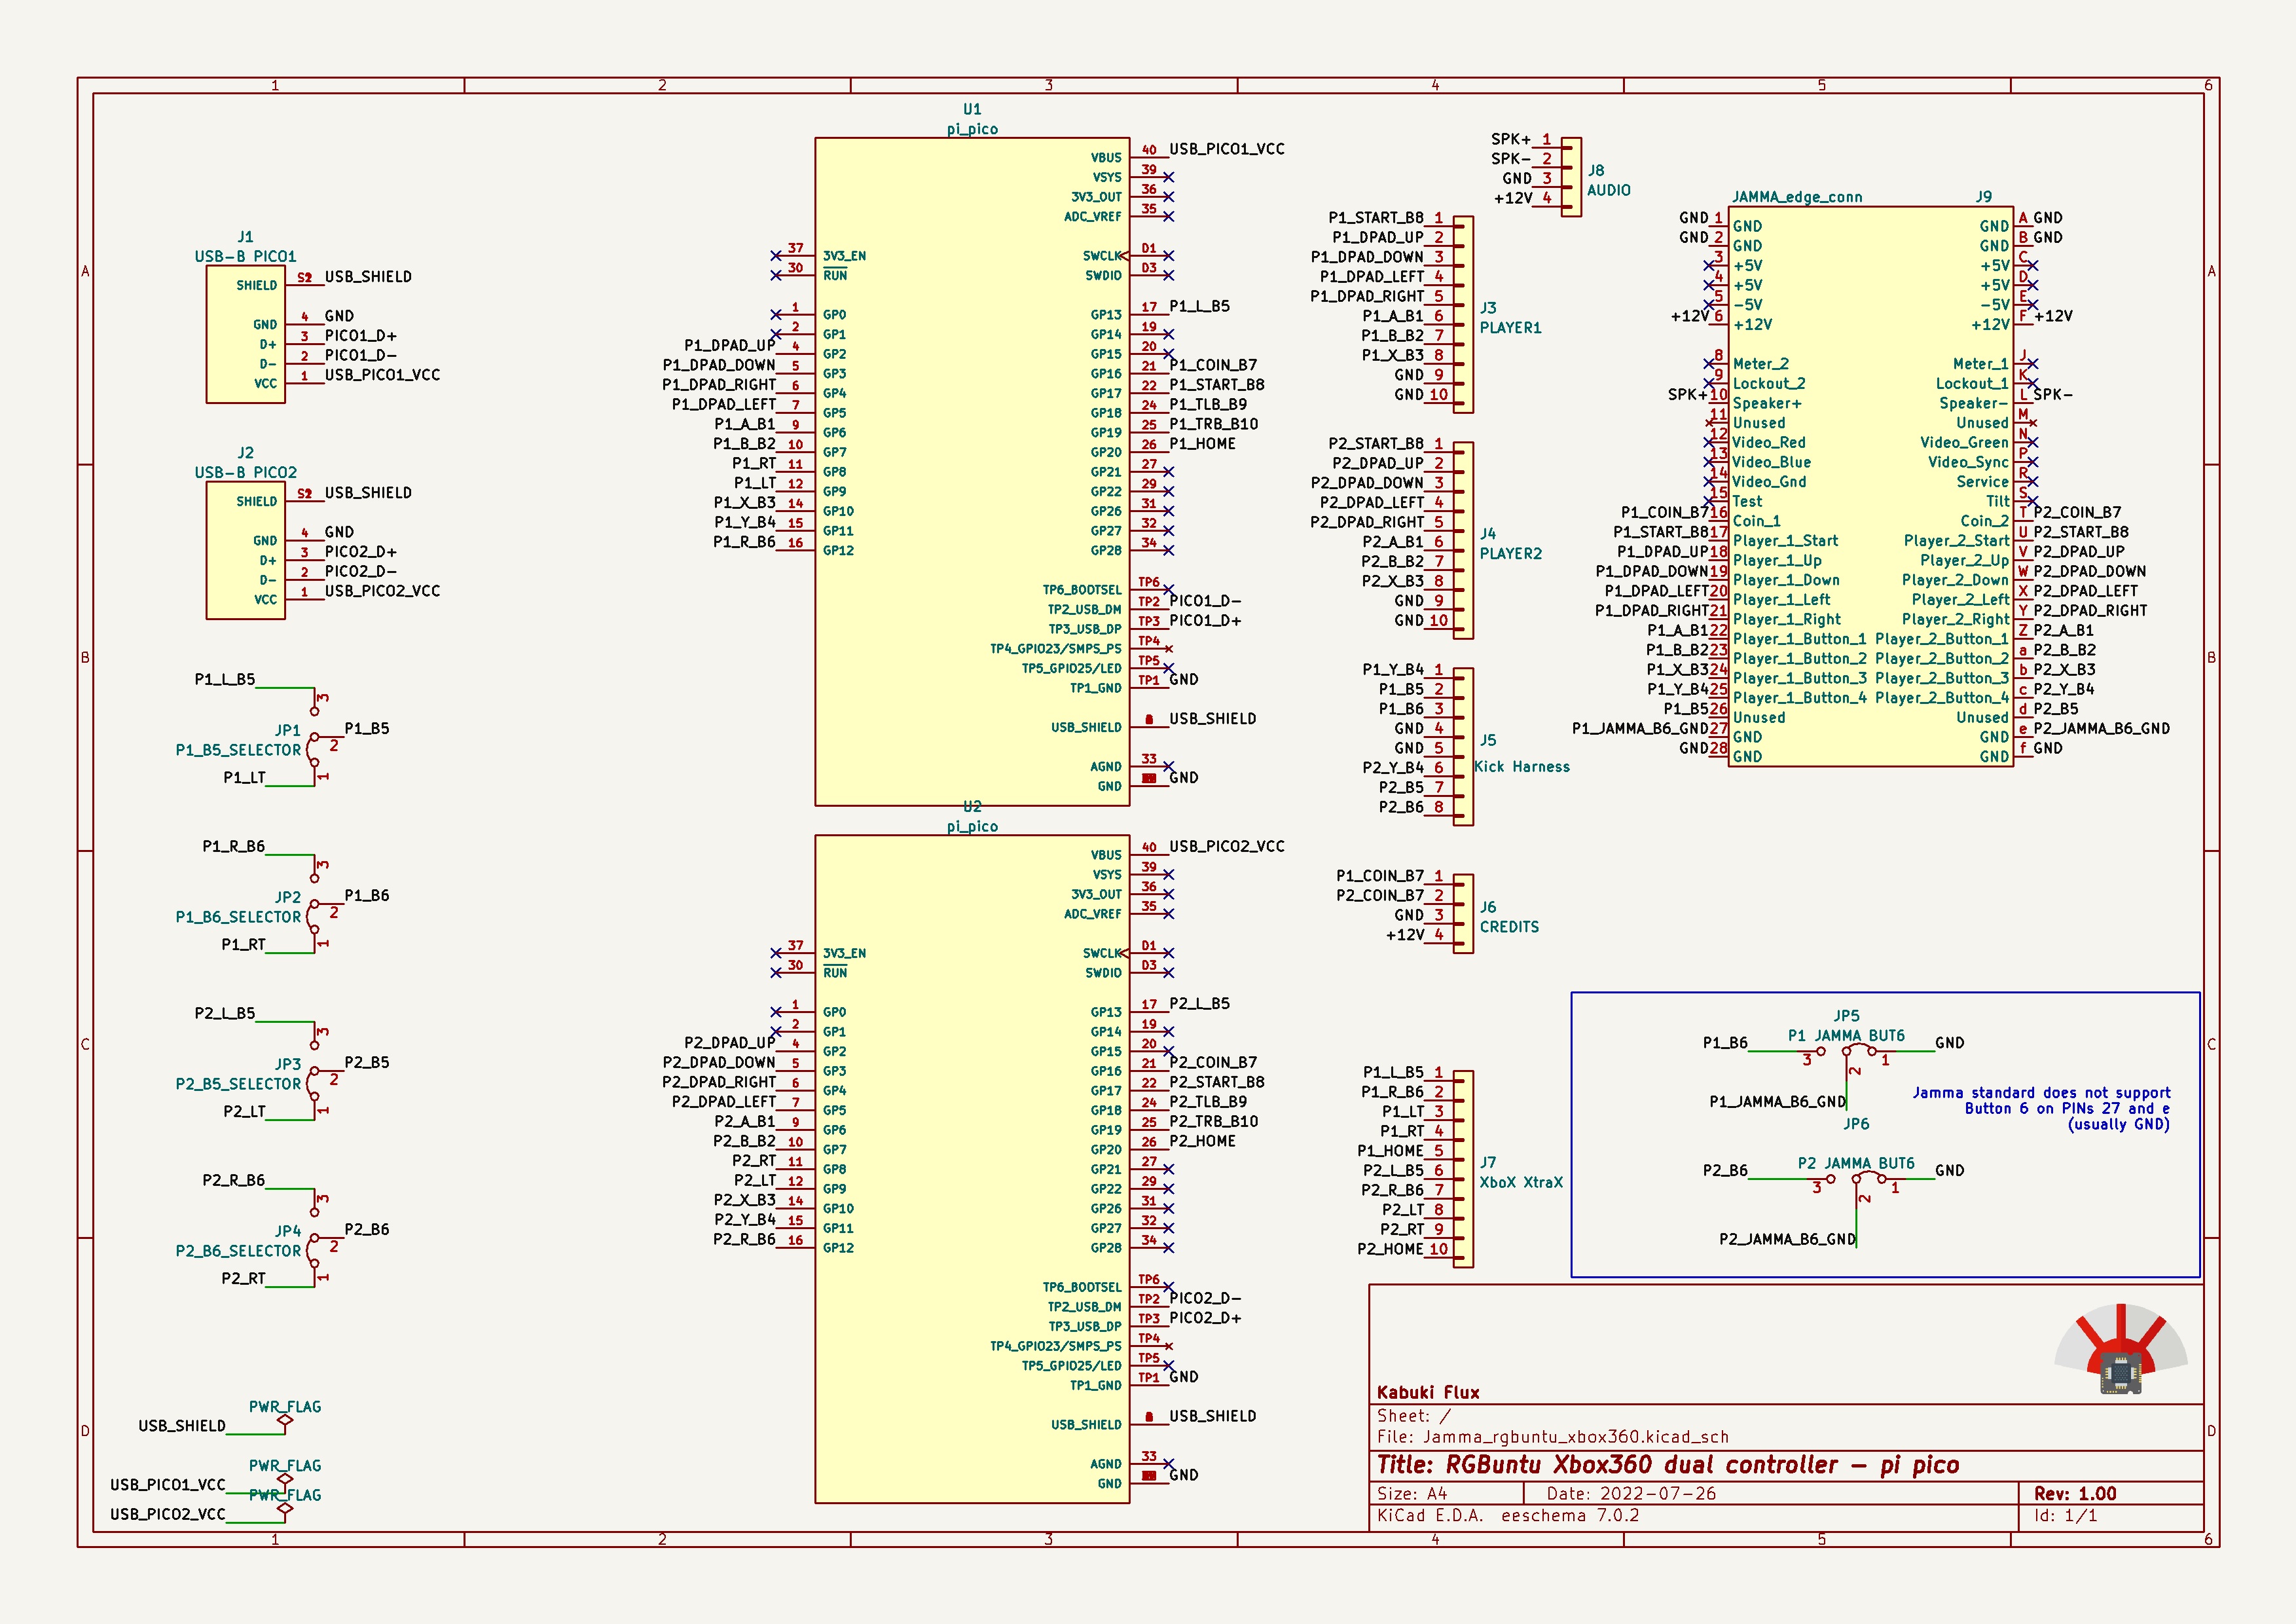 1 2 3 4 5 6
A
B
C
D
J1
USB-B PICO1
SHIELD S2 USB_SHIELD
GND 4 GND
D+ 3 PICO1_D+
D- 2 PICO1_D-
VCC 1 USB_PICO1_VCC
J2
USB-B PICO2
SHIELD S2 USB_SHIELD
GND 4 GND
D+ 3 PICO2_D+
D- 2 PICO2_D-
VCC 1 USB_PICO2_VCC
P1_L_B5 3
JP1 P1_B5
P1_B5_SELECTOR 2
P1_LT 1
P1_R_B6 3
JP2 P1_B6
P1_B6_SELECTOR 2
P1_RT 1
P2_L_B5 3
JP3 P2_B5
P2_B5_SELECTOR 2
P2_LT 1
P2_R_B6 3
JP4 P2_B6
P2_B6_SELECTOR 2
P2_RT 1
PWR_FLAG
USB_SHIELD
PWR_FLAG
USB_PICO1_VCC
PWR_FLAG
USB_PICO2_VCC
U1
pi_pico
VBUS 40 USB_PICO1_VCC
VSYS 39
3V3_OUT 36
ADC_VREF 35
37 3V3_EN SWCLK D1
30 RUN SWDIO D3
1 GP0 GP13 17 P1_L_B5
2 GP1 GP14 19
P1_DPAD_UP 4 GP2 GP15 20
P1_DPAD_DOWN 5 GP3 GP16 21 P1_COIN_B7
P1_DPAD_RIGHT 6 GP4 GP17 22 P1_START_B8
P1_DPAD_LEFT 7 GP5 GP18 24 P1_TLB_B9
P1_A_B1 9 GP6 GP19 25 P1_TRB_B10
P1_B_B2 10 GP7 GP20 26 P1_HOME
P1_RT 11 GP8 GP21 27
P1_LT 12 GP9 GP22 29
P1_X_B3 14 GP10 GP26 31
P1_Y_B4 15 GP11 GP27 32
P1_R_B6 16 GP12 GP28 34
TP6_BOOTSEL TP6
TP2_USB_DM TP2 PICO1_D-
TP3_USB_DP TP3 PICO1_D+
TP4_GPIO23/SMPS_PS TP4
TP5_GPIO25/LED TP5
TP1_GND TP1 GND
USB_SHIELD USB_SHIELD
AGND 33
GND GND
U2
pi_pico
VBUS 40 USB_PICO2_VCC
VSYS 39
3V3_OUT 36
ADC_VREF 35
37 3V3_EN SWCLK D1
30 RUN SWDIO D3
1 GP0 GP13 17 P2_L_B5
2 GP1 GP14 19
P2_DPAD_UP 4 GP2 GP15 20
P2_DPAD_DOWN 5 GP3 GP16 21 P2_COIN_B7
P2_DPAD_RIGHT 6 GP4 GP17 22 P2_START_B8
P2_DPAD_LEFT 7 GP5 GP18 24 P2_TLB_B9
P2_A_B1 9 GP6 GP19 25 P2_TRB_B10
P2_B_B2 10 GP7 GP20 26 P2_HOME
P2_RT 11 GP8 GP21 27
P2_LT 12 GP9 GP22 29
P2_X_B3 14 GP10 GP26 31
P2_Y_B4 15 GP11 GP27 32
P2_R_B6 16 GP12 GP28 34
TP6_BOOTSEL TP6
TP2_USB_DM TP2 PICO2_D-
TP3_USB_DP TP3 PICO2_D+
TP4_GPIO23/SMPS_PS TP4
TP5_GPIO25/LED TP5
TP1_GND TP1 GND
USB_SHIELD USB_SHIELD
AGND 33
GND GND
SPK+ 1
SPK- 2
GND 3
+12V 4
J8
AUDIO
P1_START_B8 1
P1_DPAD_UP 2
P1_DPAD_DOWN 3
P1_DPAD_LEFT 4
P1_DPAD_RIGHT 5
P1_A_B1 6
P1_B_B2 7
P1_X_B3 8
GND 9
GND 10
J3
PLAYER1
P2_START_B8 1
P2_DPAD_UP 2
P2_DPAD_DOWN 3
P2_DPAD_LEFT 4
P2_DPAD_RIGHT 5
P2_A_B1 6
P2_B_B2 7
P2_X_B3 8
GND 9
GND 10
J4
PLAYER2
P1_Y_B4 1
P1_B5 2
P1_B6 3
GND 4
GND 5
P2_Y_B4 6
P2_B5 7
P2_B6 8
J5
Kick Harness
P1_COIN_B7 1
P2_COIN_B7 2
GND 3
+12V 4
J6
CREDITS
P1_L_B5 1
P1_R_B6 2
P1_LT 3
P1_RT 4
P1_HOME 5
P2_L_B5 6
P2_R_B6 7
P2_LT 8
P2_RT 9
P2_HOME 10
J7
XboX XtraX
JAMMA_edge_conn J9
GND 1 GND GND A GND
GND 2 GND GND B GND
3 +5V +5V C
4 +5V +5V D
5 -5V -5V E
+12V 6 +12V +12V F +12V
8 Meter_2 Meter_1 J
9 Lockout_2 Lockout_1 K
SPK+ 10 Speaker+ Speaker- L SPK-
11 Unused Unused M
12 Video_Red Video_Green N
13 Video_Blue Video_Sync P
14 Video_Gnd Service R
15 Test Tilt S
P1_COIN_B7 16 Coin_1 Coin_2 T P2_COIN_B7
P1_START_B8 17 Player_1_Start Player_2_Start U P2_START_B8
P1_DPAD_UP 18 Player_1_Up Player_2_Up V P2_DPAD_UP
P1_DPAD_DOWN 19 Player_1_Down Player_2_Down W P2_DPAD_DOWN
P1_DPAD_LEFT 20 Player_1_Left Player_2_Left X P2_DPAD_LEFT
P1_DPAD_RIGHT 21 Player_1_Right Player_2_Right Y P2_DPAD_RIGHT
P1_A_B1 22 Player_1_Button_1 Player_2_Button_1 Z P2_A_B1
P1_B_B2 23 Player_1_Button_2 Player_2_Button_2 a P2_B_B2
P1_X_B3 24 Player_1_Button_3 Player_2_Button_3 b P2_X_B3
P1_Y_B4 25 Player_1_Button_4 Player_2_Button_4 c P2_Y_B4
P1_B5 26 Unused Unused d P2_B5
P1_JAMMA_B6_GND 27 GND GND e P2_JAMMA_B6_GND
GND 28 GND GND f GND
JP5
P1 JAMMA BUT6
P1_B6 3 2 1 GND
P1_JAMMA_B6_GND
JP6
P2 JAMMA BUT6
P2_B6 3 2 1 GND
P2_JAMMA_B6_GND
Jamma standard does not support
Button 6 on PINs 27 and e
(usually GND)
Kabuki Flux
Sheet: /
File: Jamma_rgbuntu_xbox360.kicad_sch
Title: RGBuntu Xbox360 dual controller - pi pico
Size: A4 Date: 2022-07-26 Rev: 1.00
KiCad E.D.A. eeschema 7.0.2 Id: 1/1
A
B
C
D
1 2 3 4 5 6